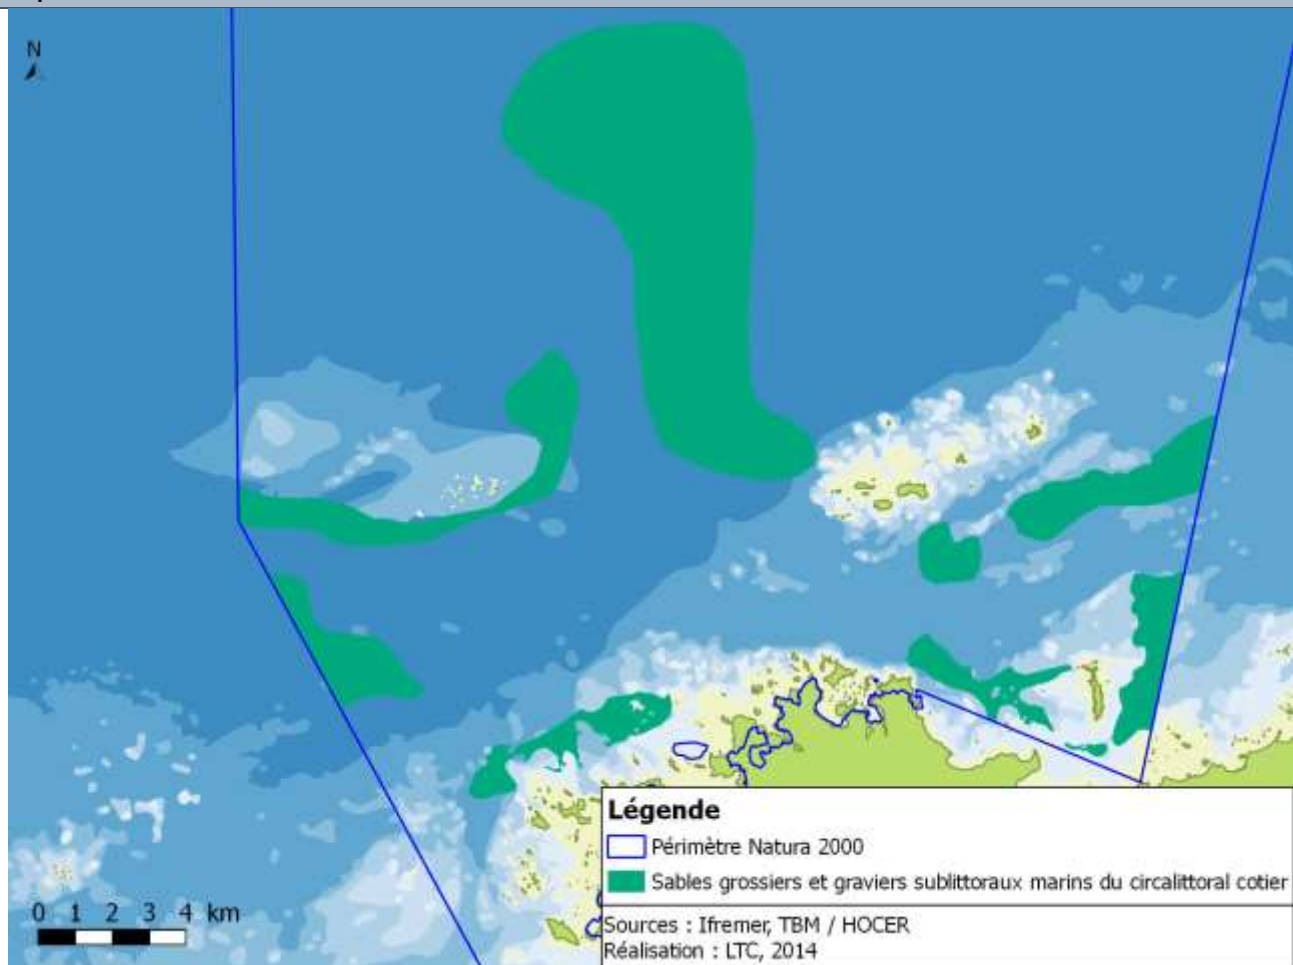 N
0 1 2 3 4 km
Légende
Périmètre Natura 2000
Sables grossiers et graviers sublittoraux marins du circalittoral cotier
Sources : Ifremer, TBM / HOCER
Réalisation : LTC, 2014